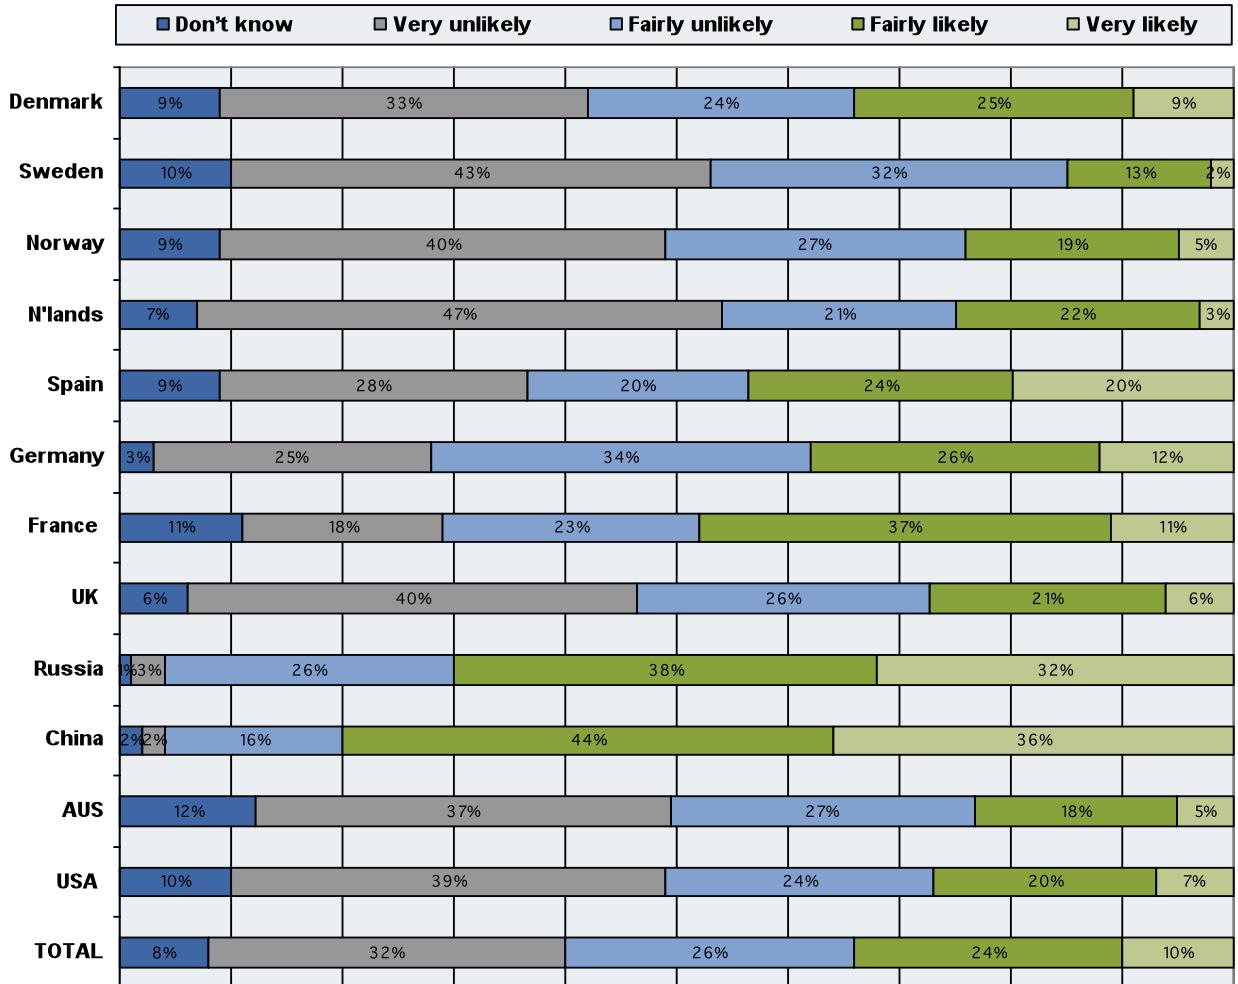 Don't know Very unlikely Fairly unlikely Fairly likely Very likely
Denmark 9% 33% 24% 25% 9%
Sweden 10% 43% 32% 13% 2%
Norway 9% 40% 27% 19% 5%
N'lands 7% 47% 21% 22% 3%
Spain 9% 28% 20% 24% 20%
Germany 3% 25% 34% 26% 12%
France 11% 18% 23% 37% 11%
UK 6% 40% 26% 21% 6%
Russia 1% 3% 26% 38% 32%
China 2% 2% 16% 44% 36%
AUS 12% 37% 27% 18% 5%
USA 10% 39% 24% 20% 7%
TOTAL 8% 32% 26% 24% 10%